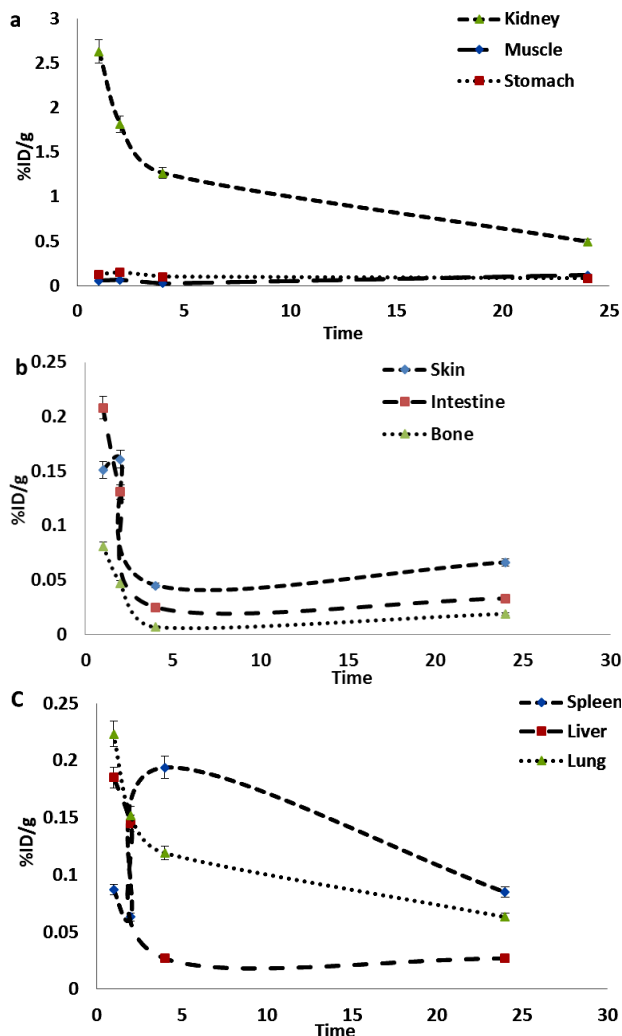 a
3
Kidney
Muscle
Stomach
2.5
2
1.5
1
0.5
0
%ID/g
0 5 10 15 20 25
Time
b
0.25
Skin
Intestine
Bone
0.2
0.15
0.1
0.05
0
%ID/g
0 5 10 15 20 25 30
Time
C
0.25
Spleen
Liver
Lung
0.2
0.15
0.1
0.05
0
%ID/g
0 5 10 15 20 25 30
Time